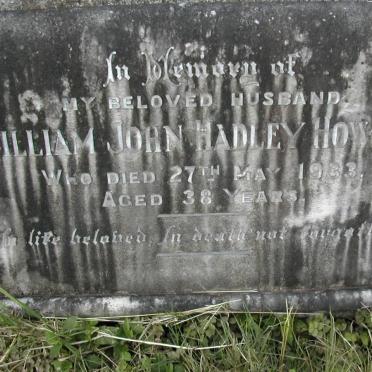 In Memory of
MY BELOVED HUSBAND
ILLIAM JOHN HADLEY HOW
WHO DIED 27TH MAY 1933.
AGED 38 YEARS.
In life beloved, In death not forgott